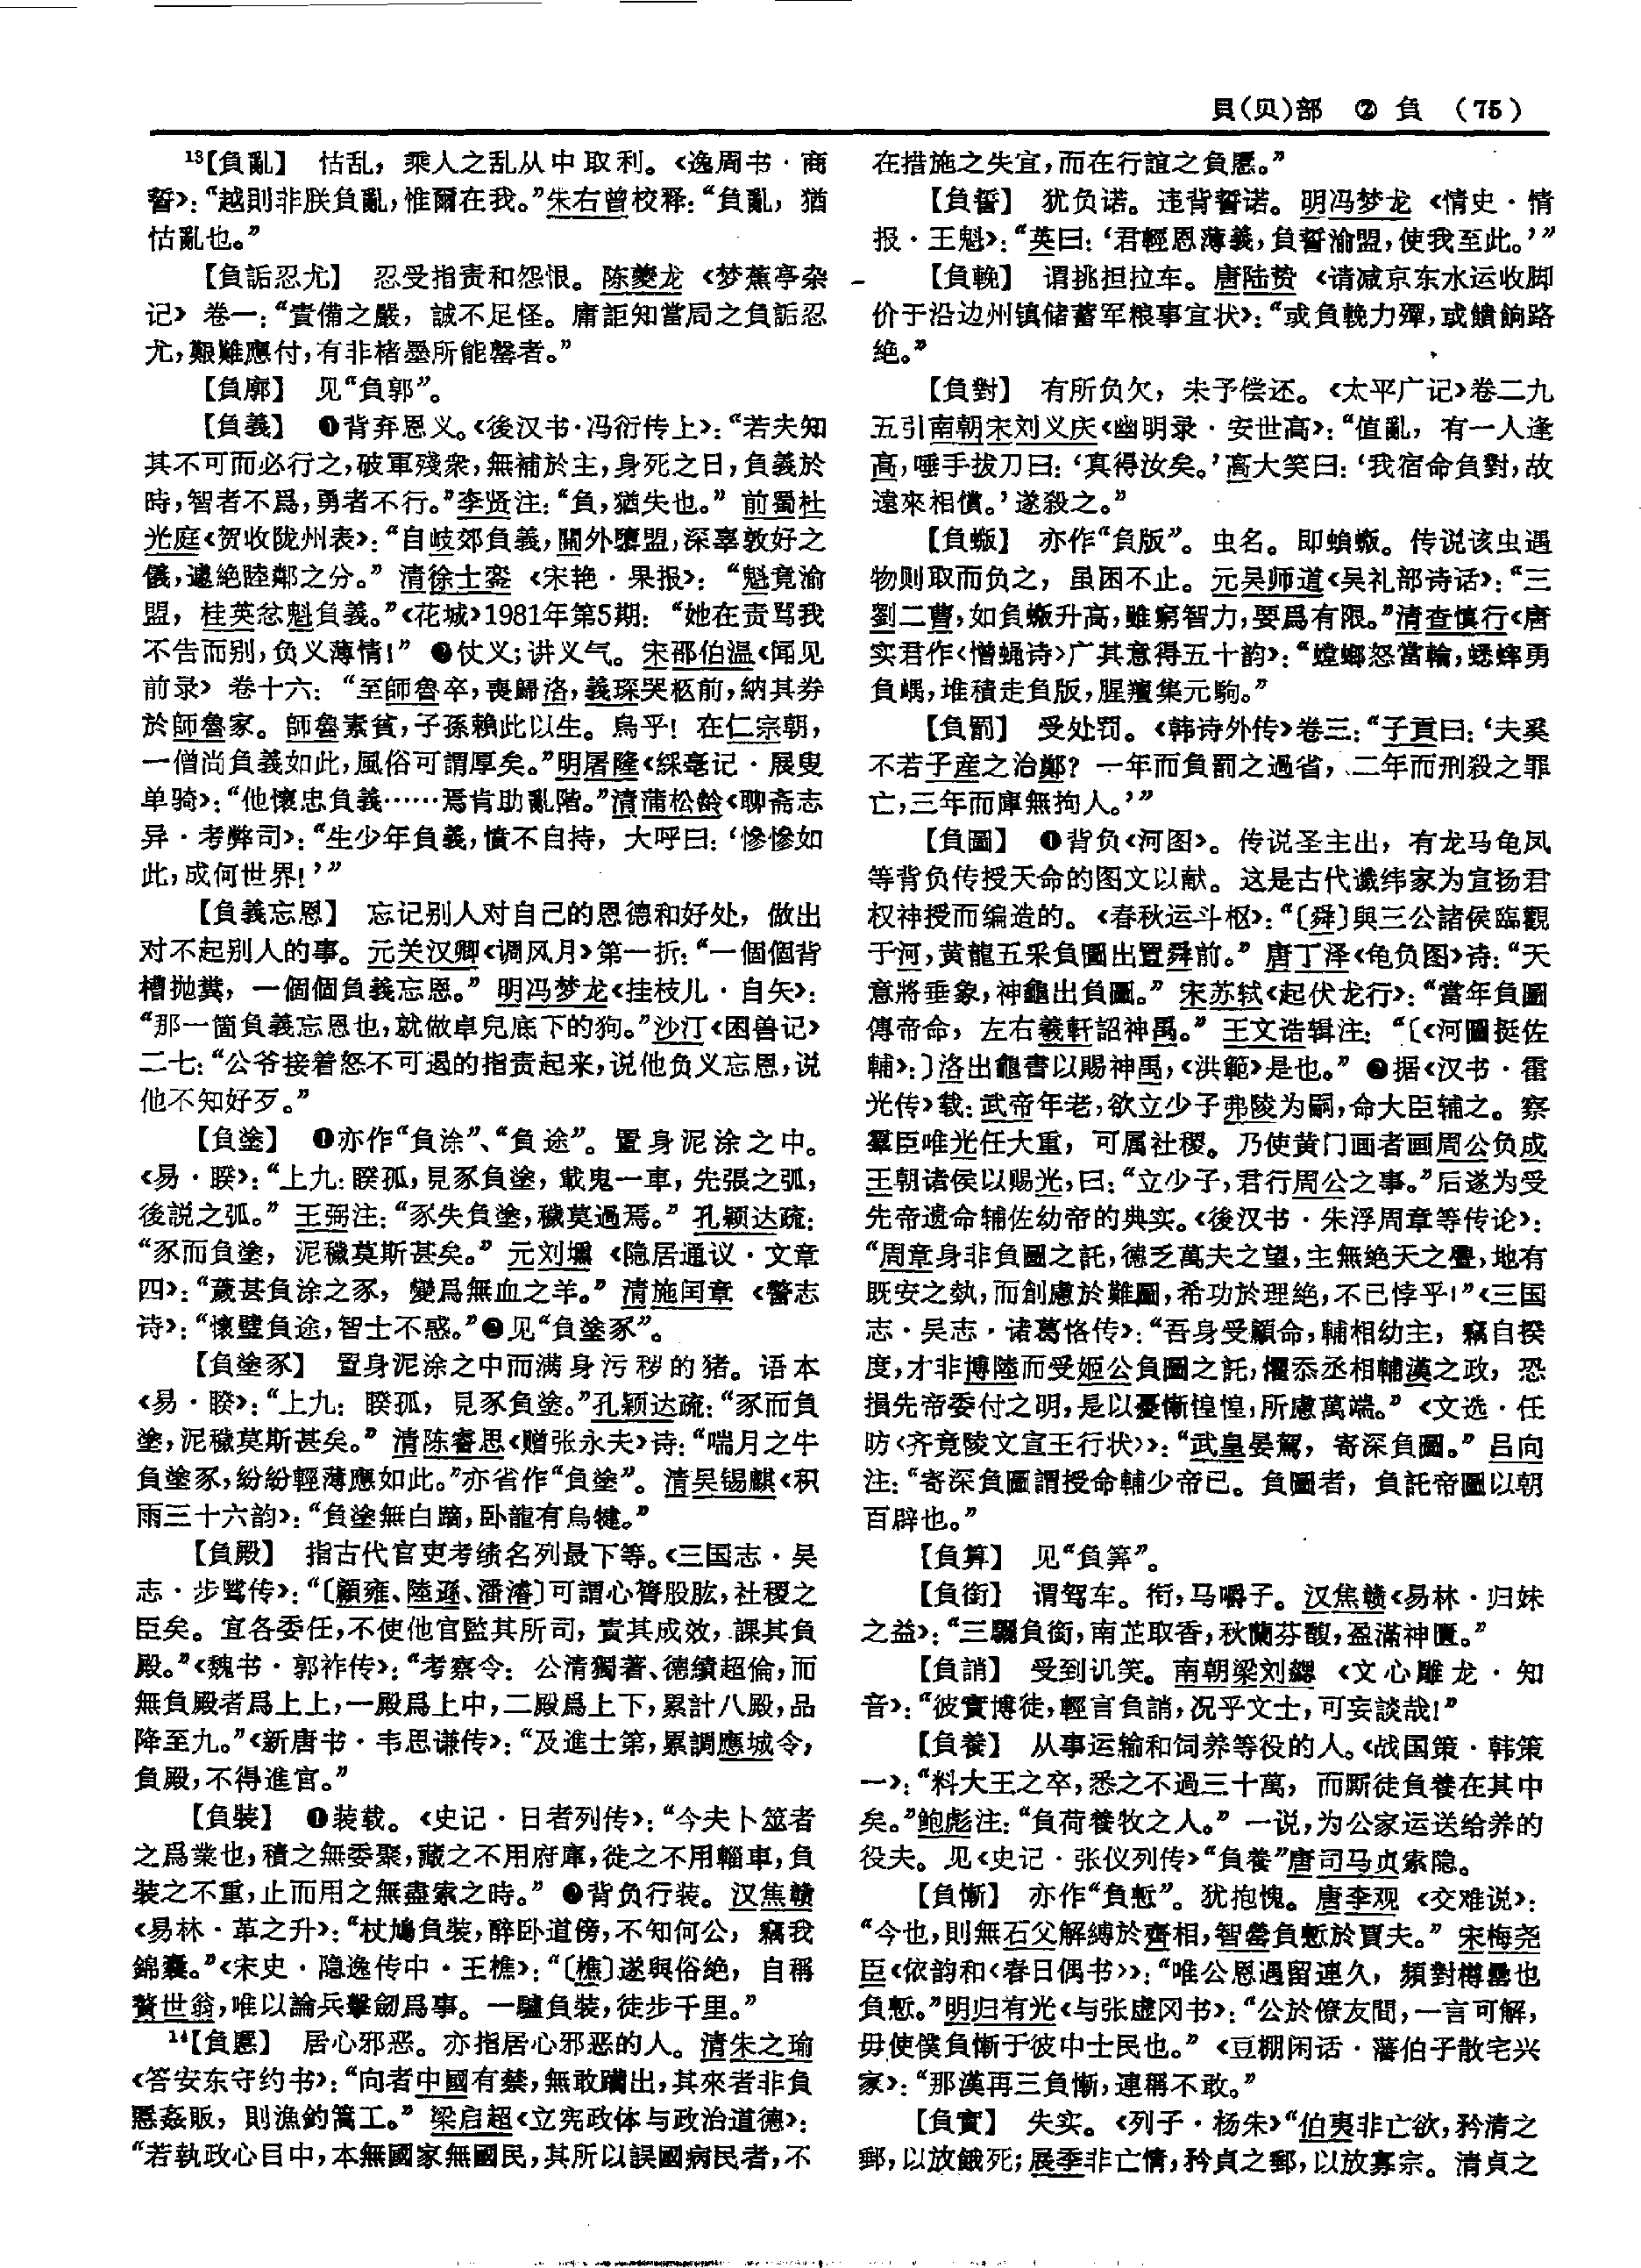 貝(贝)部　② 負　(75)
¹³【負亂】　怙乱，乘人之乱从中取利。《逸周书·商
誓》：“越則非朕負亂，惟爾在我。”朱右曾校释：“負亂，猶
怙亂也。”
【負詬忍尤】　忍受指责和怨恨。陈夔龙《梦蕉亭杂
记》卷一：“責備之嚴，誠不足怪。庸詎知當局之負詬忍
尤，艱難應付，有非楮墨所能罄者。”
【負廓】　见“負郭”。
【負義】　❶背弃恩义。《後汉书·冯衍传上》：“若夫知
其不可而必行之，破軍殘衆，無補於主，身死之日，負義於
時，智者不爲，勇者不行。”李贤注：“負，猶失也。”前蜀杜
光庭《贺收陇州表》：“自岐郊負義，關外隳盟，深辜敦好之
儀，遽絶睦鄰之分。”清徐士銮《宋艳·果报》：“魁竟渝
盟，桂英忿魁負義。”《花城》1981年第5期：“她在责骂我
不告而别，负义薄情！”❷仗义；讲义气。宋邵伯温《闻见
前录》卷十六：“至師魯卒，喪歸洛，義琛哭柩前，納其券
於師魯家。師魯素貧，子孫賴此以生。烏乎！在仁宗朝，
一僧尚負義如此，風俗可謂厚矣。”明屠隆《綵毫记·展叟
单骑》：“他懷忠負義……焉肯助亂階。”清蒲松龄《聊斋志
异·考弊司》：“生少年負義，憤不自持，大呼曰：‘慘慘如
此，成何世界！’”
【負義忘恩】　忘记别人对自己的恩德和好处，做出
对不起别人的事。元关汉卿《调风月》第一折：“一個個背
槽抛糞，一個個負義忘恩。”明冯梦龙《挂枝儿·自矢》：
“那一箇負義忘恩也，就做卓兒底下的狗。”沙汀《困兽记》
二七：“公爷接着怒不可遏的指责起来，说他负义忘恩，说
他不知好歹。”
【負塗】　❶亦作“負涂”、“負途”。置身泥涂之中。
《易·睽》：“上九：睽孤，見豕負塗，載鬼一車，先張之弧，
後説之弧。”王弼注：“豕失負塗，穢莫過焉。”孔颖达疏：
“豕而負塗，泥穢莫斯甚矣。”元刘壎《隐居通议·文章
四》：“蔑甚負涂之豕，變爲無血之羊。”清施闰章《警志
诗》：“懷璧負途，智士不惑。”❷见“負塗豕”。
【負塗豕】　置身泥涂之中而满身污秽的猪。语本
《易·睽》：“上九：睽孤，見豕負塗。”孔颖达疏：“豕而負
塗，泥穢莫斯甚矣。”清陈睿思《赠张永夫》诗：“喘月之牛
負塗豕，紛紛輕薄應如此。”亦省作“負塗”。清吴锡麒《积
雨三十六韵》：“負塗無白蹢，卧龍有烏犍。”
【負殿】　指古代官吏考绩名列最下等。《三国志·吴
志·步骘传》：“〔顧雍、陸遜、潘濬〕可謂心膂股肱，社稷之
臣矣。宜各委任，不使他官監其所司，責其成效，課其負
殿。”《魏书·郭祚传》：“考察令：公清獨著、德績超倫，而
無負殿者爲上上，一殿爲上中，二殿爲上下，累計八殿，品
降至九。”《新唐书·韦思谦传》：“及進士第，累調應城令，
負殿，不得進官。”
【負裝】　❶装载。《史记·日者列传》：“今夫卜筮者
之爲業也，積之無委聚，藏之不用府庫，徙之不用輜車，負
裝之不重，止而用之無盡索之時。”❷背负行装。汉焦赣
《易林·革之升》：“杖鳩負裝，醉卧道傍，不知何公，竊我
錦囊。”《宋史·隐逸传中·王樵》：“〔樵〕遂與俗絶，自稱
贅世翁，唯以論兵擊劍爲事。一驢負裝，徒步千里。”
¹⁴【負慝】　居心邪恶。亦指居心邪恶的人。清朱之瑜
《答安东守约书》：“向者中國有禁，無敢躧出，其來者非負
慝姦販，則漁釣篙工。”梁启超《立宪政体与政治道德》：
“若執政心目中，本無國家無國民，其所以誤國病民者，不
在措施之失宜，而在行誼之負慝。”
【負誓】　犹负诺。违背誓诺。明冯梦龙《情史·情
报·王魁》：“英曰：‘君輕恩薄義，負誓渝盟，使我至此。’”
【負輓】　谓挑担拉车。唐陆贽《请减京东水运收脚
价于沿边州镇储蓄军粮事宜状》：“或負輓力殫，或饋餉路
絶。”
【負對】　有所负欠，未予偿还。《太平广记》卷二九
五引南朝宋刘义庆《幽明录·安世高》：“值亂，有一人逢
高，唾手拔刀曰：‘真得汝矣。’高大笑曰：‘我宿命負對，故
遠來相償。’遂殺之。”
【負蝂】　亦作“負版”。虫名。即蝜蝂。传说该虫遇
物则取而负之，虽困不止。元吴师道《吴礼部诗话》：“三
劉二曹，如負蝂升高，雖窮智力，要爲有限。”清查慎行《唐
实君作〈憎蝇诗〉广其意得五十韵》：“螳螂怒當輪，蟋蟀勇
負嵎，堆積走負版，腥羶集元駒。”
【負罰】　受处罚。《韩诗外传》卷三：“子貢曰：‘夫奚
不若子産之治鄭？一年而負罰之過省，二年而刑殺之罪
亡，三年而庫無拘人。’”
【負圖】　❶背负《河图》。传说圣主出，有龙马龟凤
等背负传授天命的图文以献。这是古代谶纬家为宣扬君
权神授而编造的。《春秋运斗枢》：“〔舜〕與三公諸侯臨觀
于河，黄龍五采負圖出置舜前。”唐丁泽《龟负图》诗：“天
意將垂象，神龜出負圖。”宋苏轼《起伏龙行》：“當年負圖
傳帝命，左右羲軒詔神禹。”王文诰辑注：“〔《河圖挺佐
輔》：〕洛出龜書以賜神禹，《洪範》是也。”❷据《汉书·霍
光传》载：武帝年老，欲立少子弗陵为嗣，命大臣辅之。察
羣臣唯光任大重，可属社稷。乃使黄门画者画周公负成
王朝诸侯以赐光，曰：“立少子，君行周公之事。”后遂为受
先帝遗命辅佐幼帝的典实。《後汉书·朱浮周章等传论》：
“周章身非負圖之託，德乏萬夫之望，主無絶天之舋，地有
既安之埶，而創慮於難圖，希功於理絶，不已悖乎！”《三国
志·吴志·诸葛恪传》：“吾身受顧命，輔相幼主，竊自揆
度，才非博陸而受姬公負圖之託，懼忝丞相輔漢之政，恐
損先帝委付之明，是以憂慚惶惶，所慮萬端。”《文选·任
昉〈齐竟陵文宣王行状〉》：“武皇晏駕，寄深負圖。”吕向
注：“寄深負圖謂授命輔少帝已。負圖者，負託帝圖以朝
百辟也。”
【負算】　见“負筭”。
【負銜】　谓驾车。衔，马嚼子。汉焦赣《易林·归妹
之益》：“三驪負銜，南芷取香，秋蘭芬馥，盈滿神匱。”
【負誚】　受到讥笑。南朝梁刘勰《文心雕龙·知
音》：“彼實博徒，輕言負誚，况乎文士，可妄談哉！”
【負養】　从事运输和饲养等役的人。《战国策·韩策
一》：“料大王之卒，悉之不過三十萬，而厮徒負養在其中
矣。”鲍彪注：“負荷養牧之人。”一说，为公家运送给养的
役夫。见《史记·张仪列传》“負養”唐司马贞索隐。
【負慚】　亦作“負慙”。犹抱愧。唐李观《交难说》：
“今也，則無石父解縛於齊相，智罃負慙於賈夫。”宋梅尧
臣《依韵和〈春日偶书〉》：“唯公恩遇留連久，頻對樽罍也
負慙。”明归有光《与张虚冈书》：“公於僚友間，一言可解，
毋使僕負慚于彼中士民也。”《豆棚闲话·藩伯子散宅兴
家》：“那漢再三負慚，連稱不敢。”
【負實】　失实。《列子·杨朱》“伯夷非亡欲，矜清之
郵，以放餓死；展季非亡情，矜貞之郵，以放寡宗。清貞之